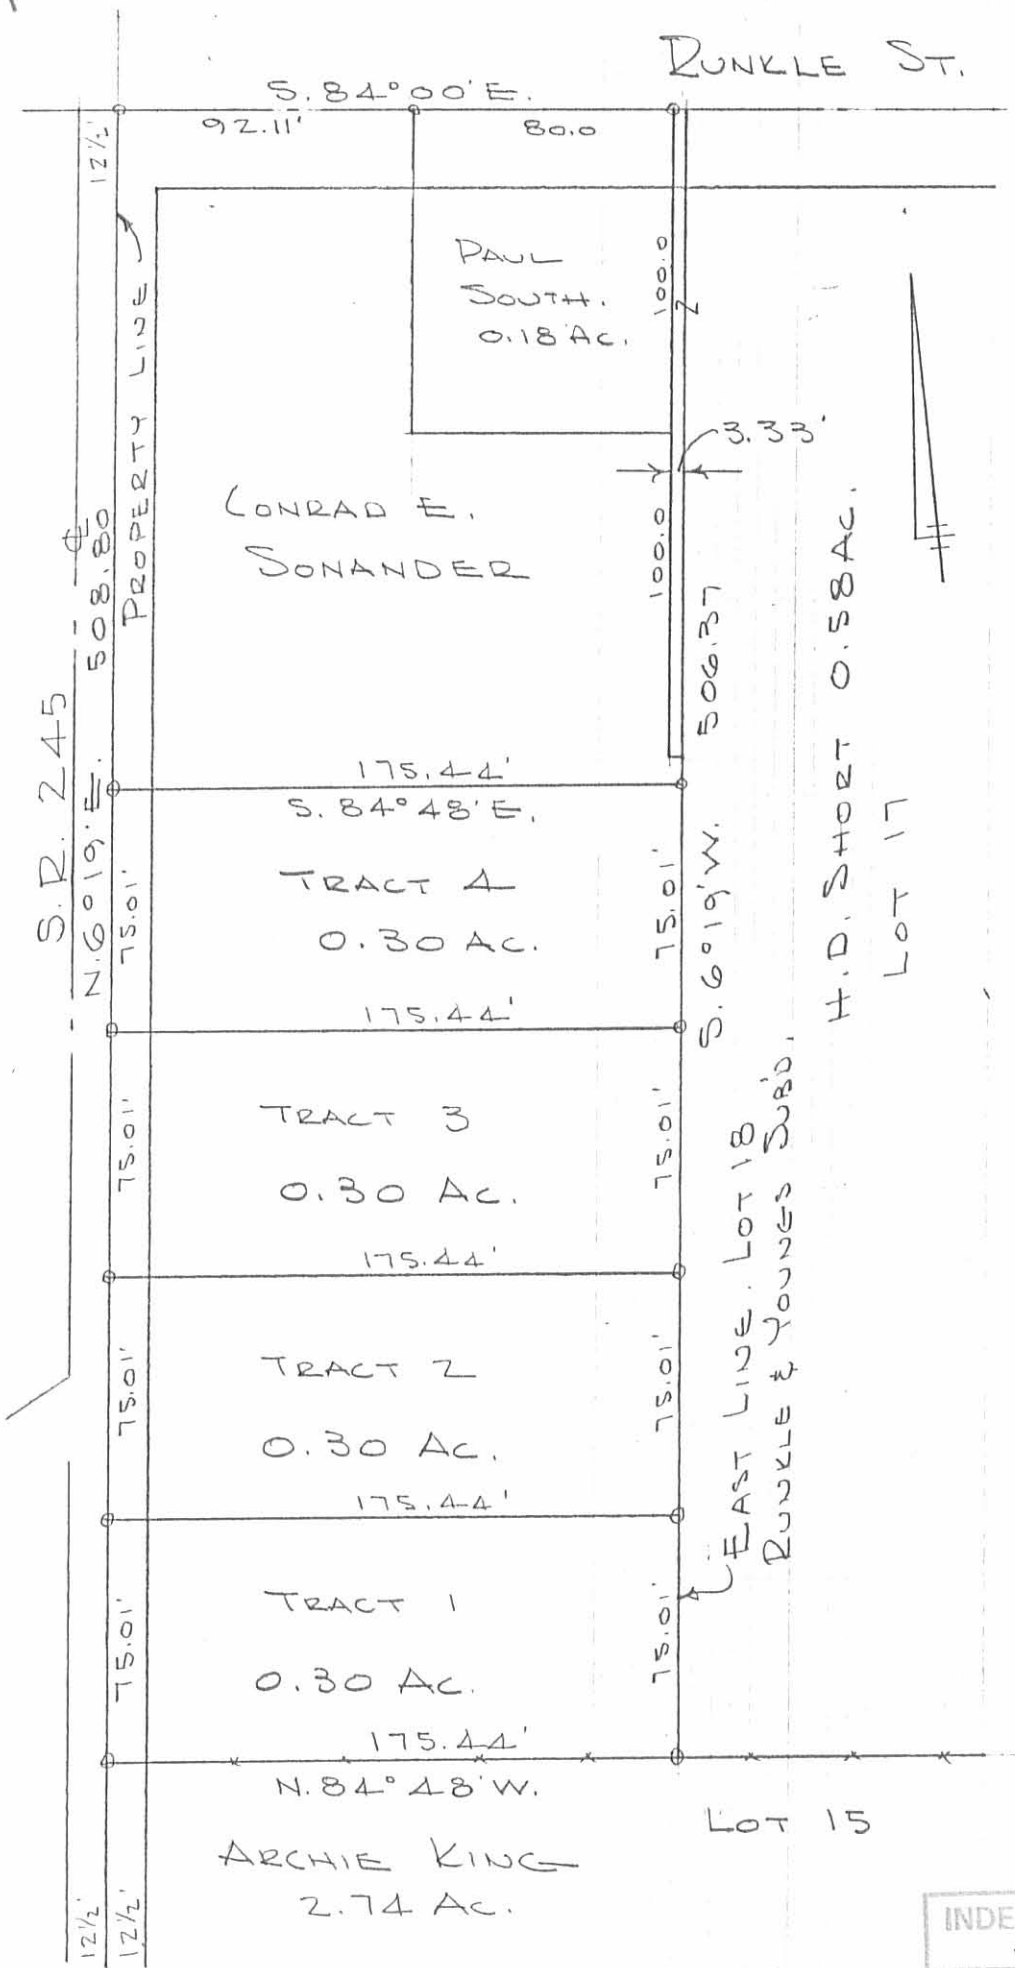 RUNKLE ST.
S. 84°00' E.
92.11'
80.0
12½'
PAUL
SOUTH.
0.18 AC.
100.0
2
3.33'
PROPERTY LINE
CONRAD E.
SONANDER
100.0
506.37
S. 6°19' W.
H.D. SHORT 0.58 AC.
LOT 17
S.R. 245
℄
N. 6°19' E. 508.80
175.44'
S. 84°48' E.
TRACT 4
0.30 AC.
75.01'
75.01'
175.44'
TRACT 3
0.30 AC.
75.01'
75.01'
175.44'
TRACT 2
0.30 AC.
75.01'
75.01'
175.44'
EAST LINE. LOT 18
RUNKLE & YOUNGS SUB'D.
TRACT 1
0.30 AC.
75.01'
75.01'
175.44'
N. 84°48' W.
LOT 15
ARCHIE KING
2.74 AC.
12½'
12½'
INDE